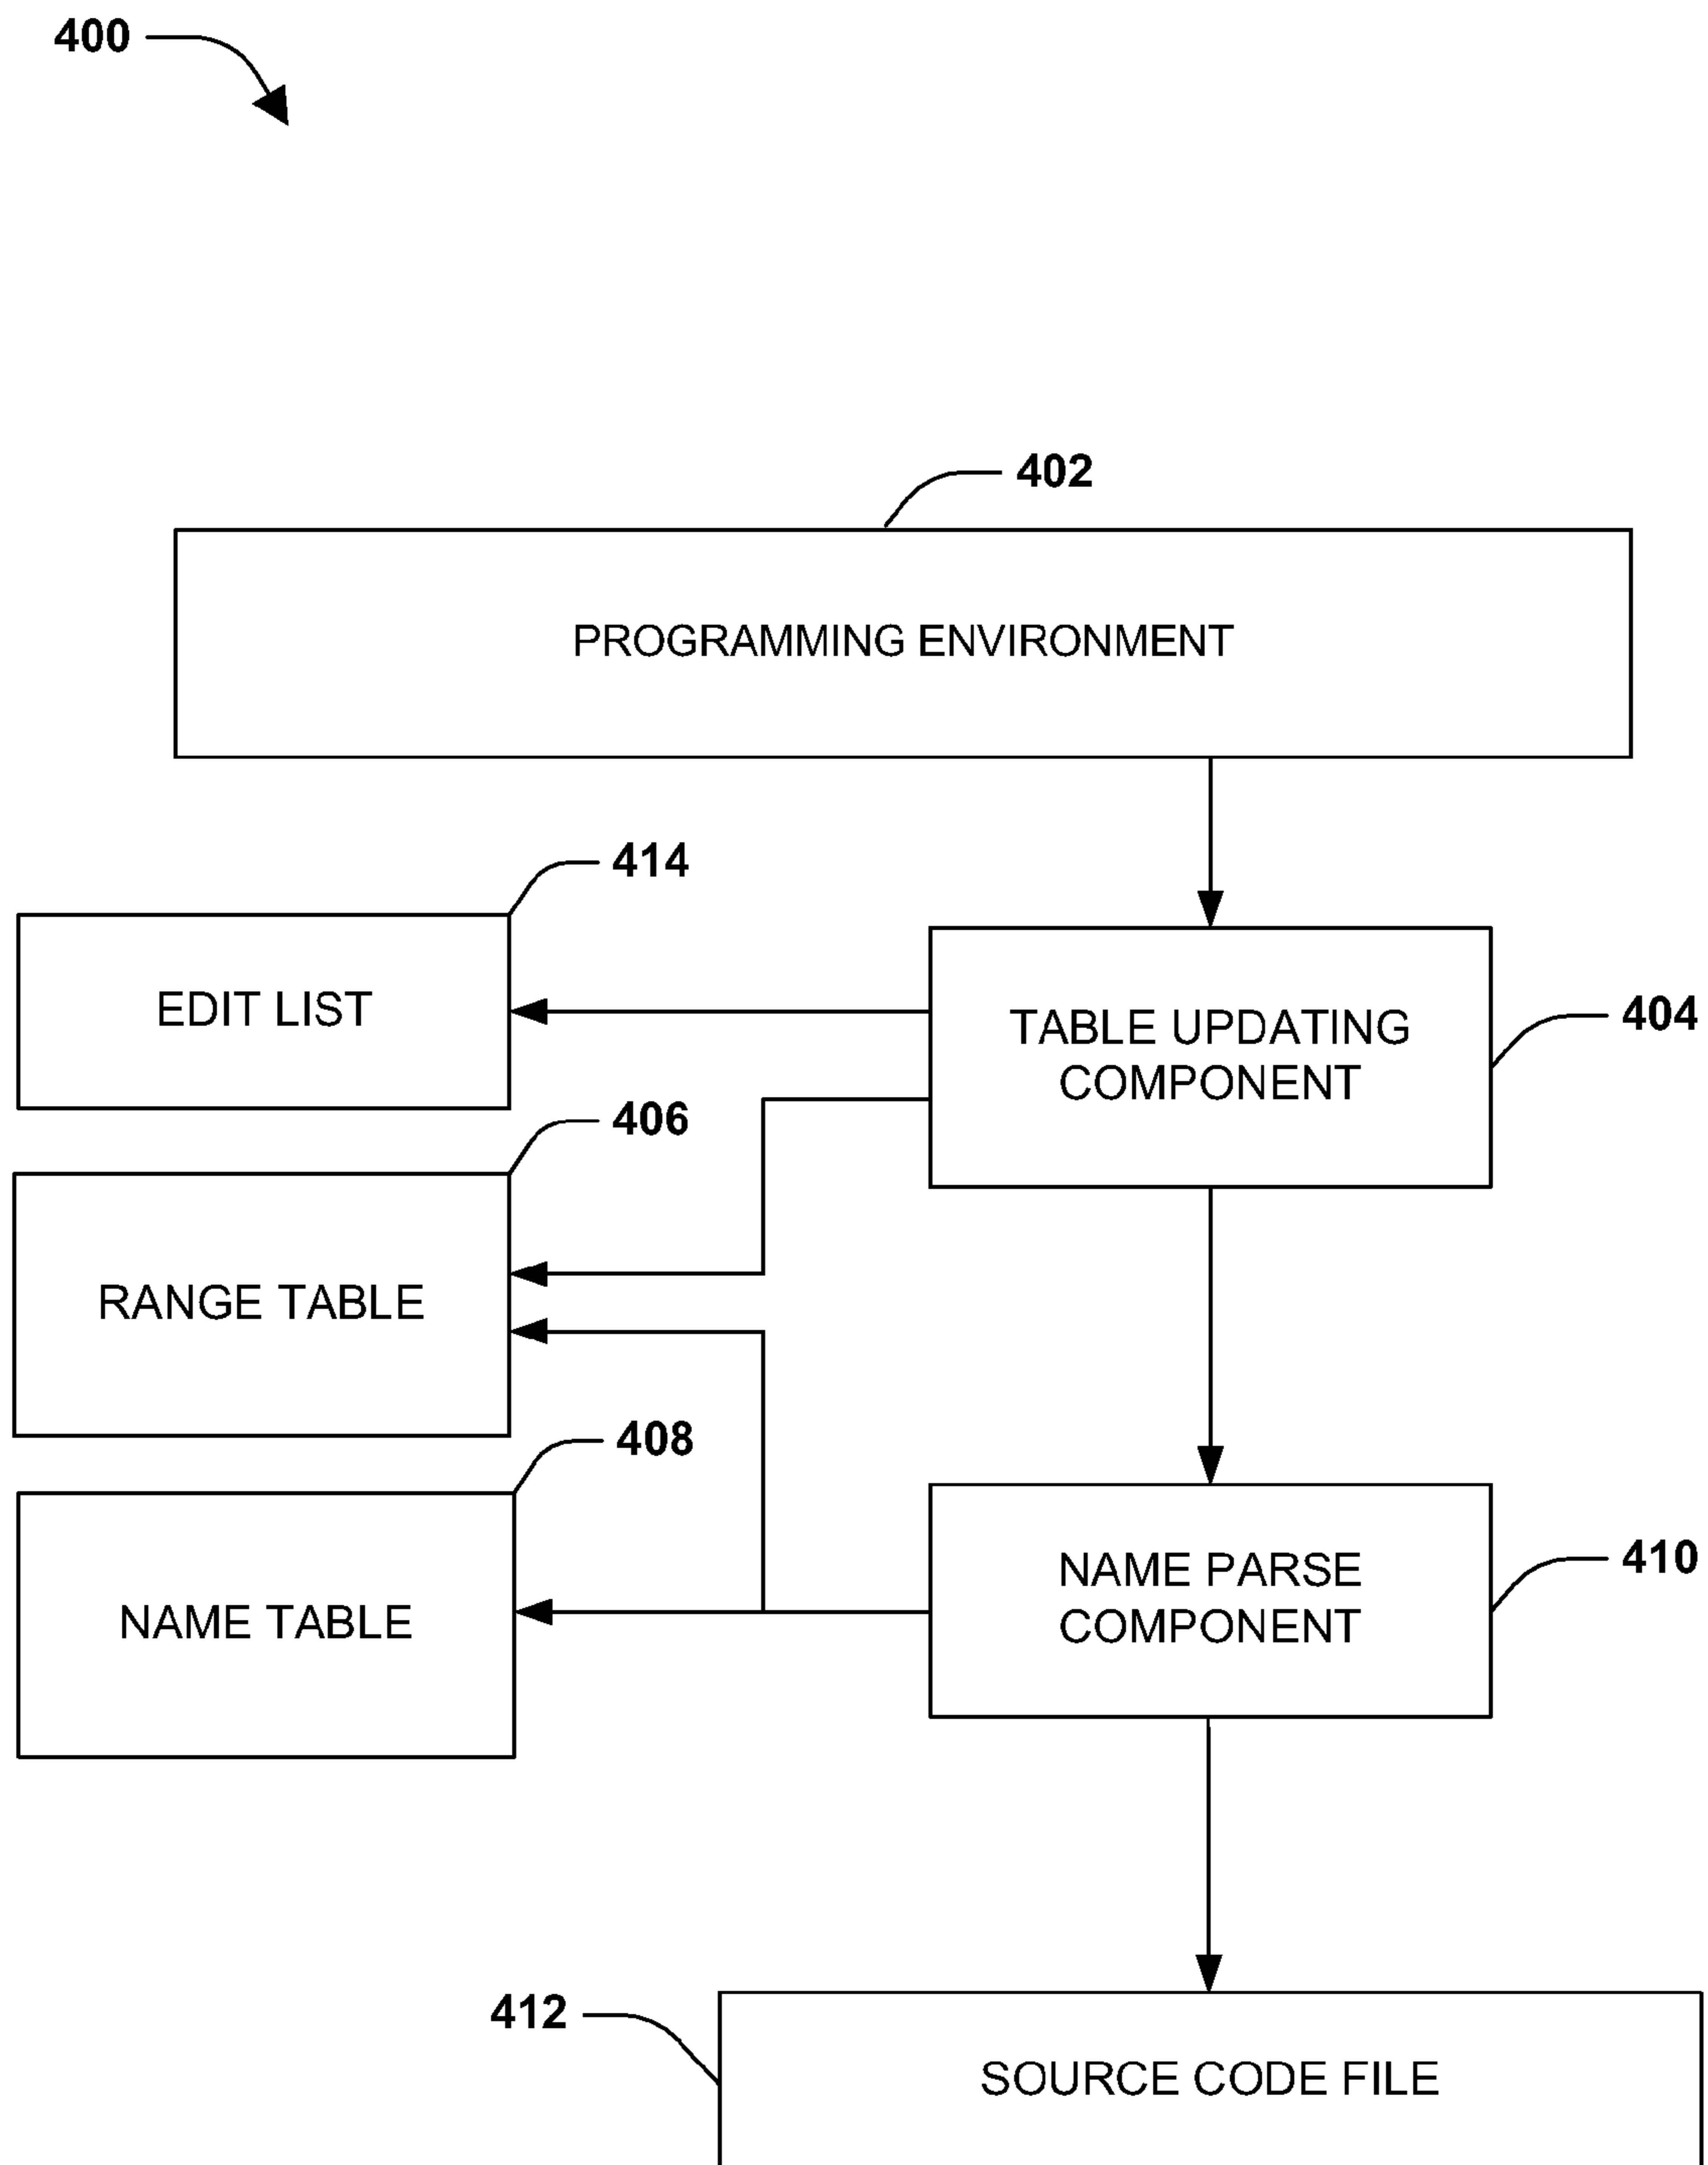 400
402
PROGRAMMING ENVIRONMENT
414
EDIT LIST
TABLE UPDATING
COMPONENT
404
406
RANGE TABLE
408
NAME TABLE
NAME PARSE
COMPONENT
410
412
SOURCE CODE FILE